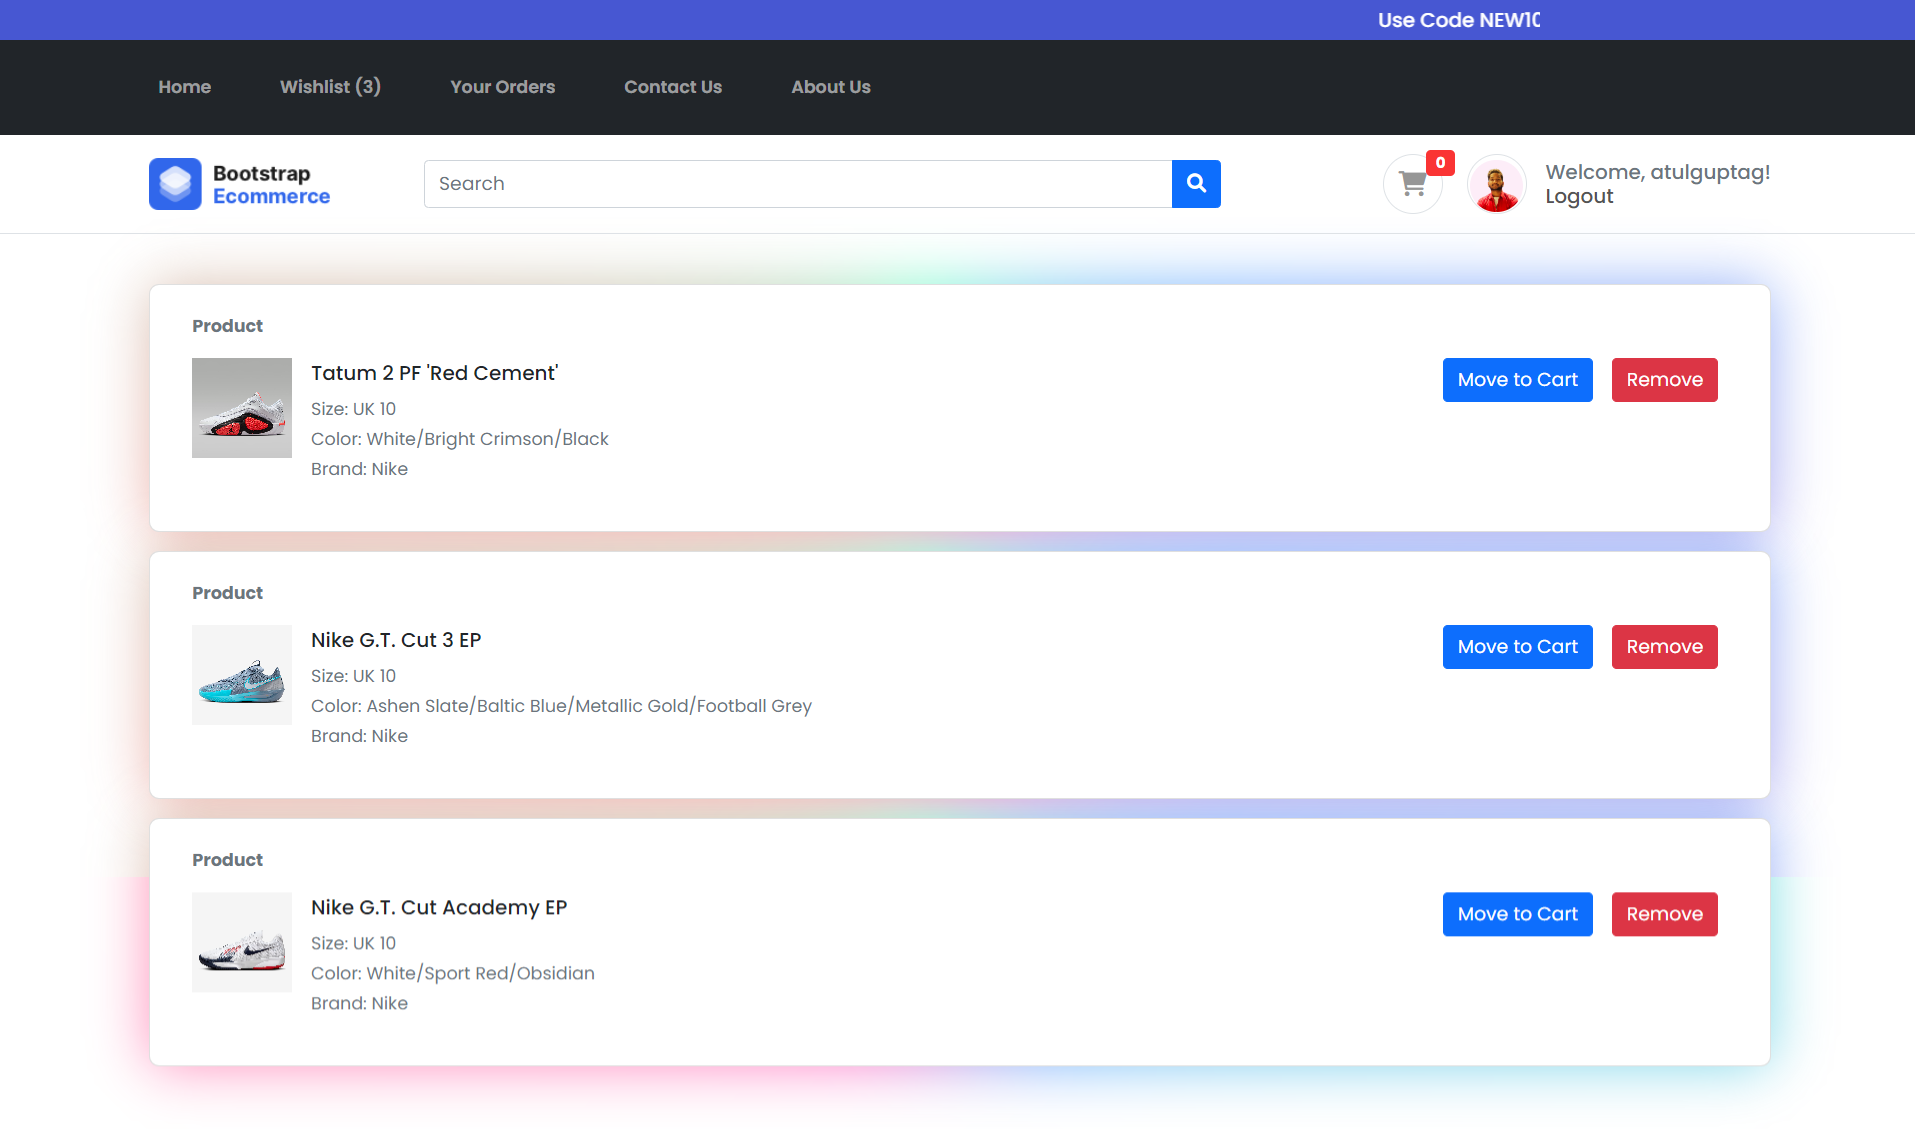 Use Code NEW10
Home Wishlist (3) Your Orders Contact Us About Us
Bootstrap
Ecommerce
Search
0
Welcome, atulguptag!
Logout
Product
Tatum 2 PF 'Red Cement'
Size: UK 10
Color: White/Bright Crimson/Black
Brand: Nike
Move to Cart Remove
Product
Nike G.T. Cut 3 EP
Size: UK 10
Color: Ashen Slate/Baltic Blue/Metallic Gold/Football Grey
Brand: Nike
Move to Cart Remove
Product
Nike G.T. Cut Academy EP
Size: UK 10
Color: White/Sport Red/Obsidian
Brand: Nike
Move to Cart Remove